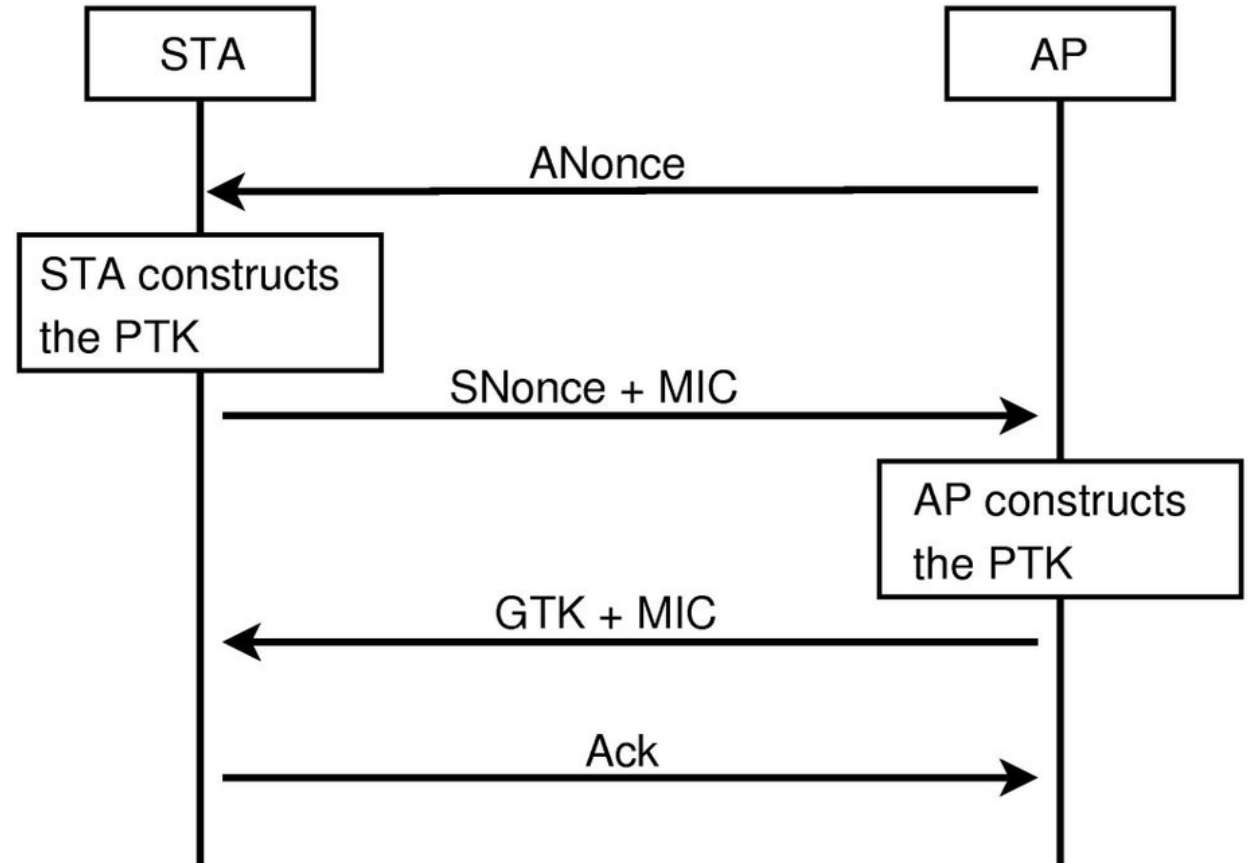 STA
AP
ANonce
STA constructs
the PTK
SNonce + MIC
AP constructs
the PTK
GTK + MIC
Ack